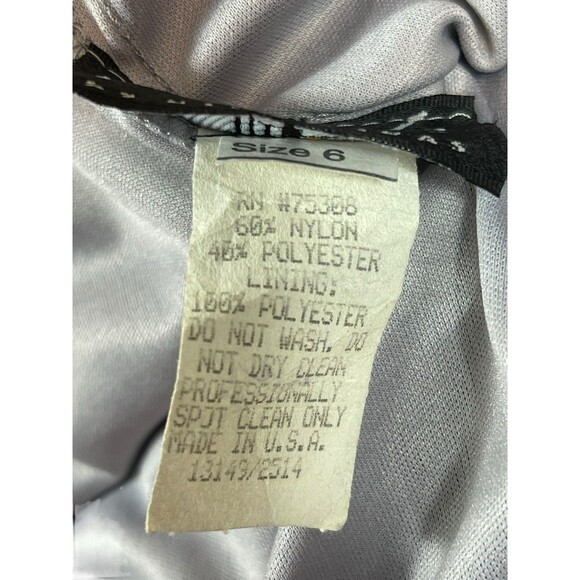 Size 6
RN #75308
60% NYLON
40% POLYESTER
LINING:
100% POLYESTER
DO NOT WASH. DO
NOT DRY CLEAN
PROFESSIONALLY
SPOT CLEAN ONLY
MADE IN U.S.A.
13149/2514